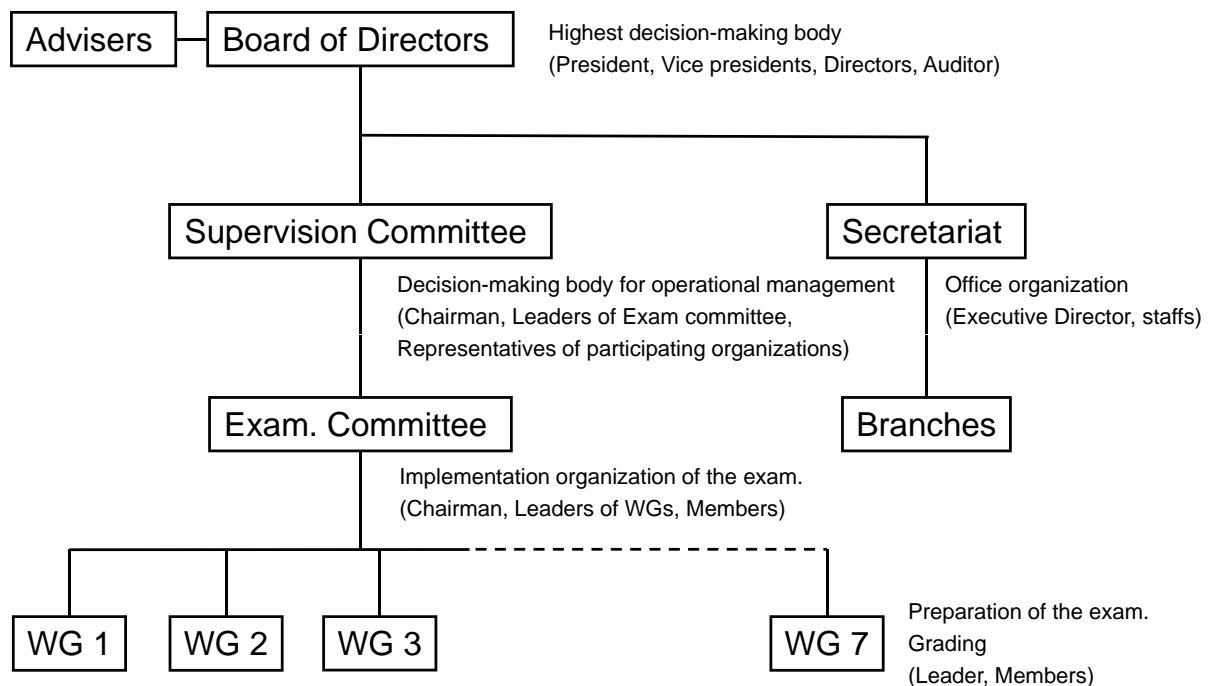 Advisers
Board of Directors
Highest decision-making body
(President, Vice presidents, Directors, Auditor)
Supervision Committee
Secretariat
Decision-making body for operational management
(Chairman, Leaders of Exam committee,
Representatives of participating organizations)
Office organization
(Executive Director, staffs)
Exam. Committee
Branches
Implementation organization of the exam.
(Chairman, Leaders of WGs, Members)
WG 1
WG 2
WG 3
WG 7
Preparation of the exam.
Grading
(Leader, Members)